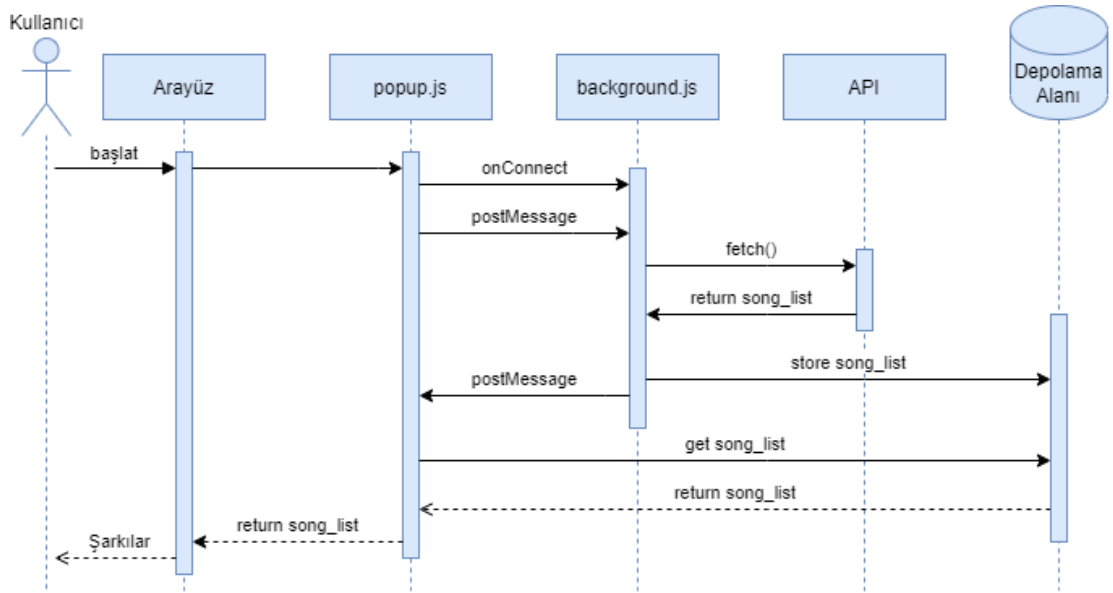 Kullanıcı
Arayüz
popup.js
background.js
API
Depolama
Alanı
başlat
onConnect
postMessage
fetch()
return song_list
store song_list
postMessage
get song_list
return song_list
return song_list
Şarkılar